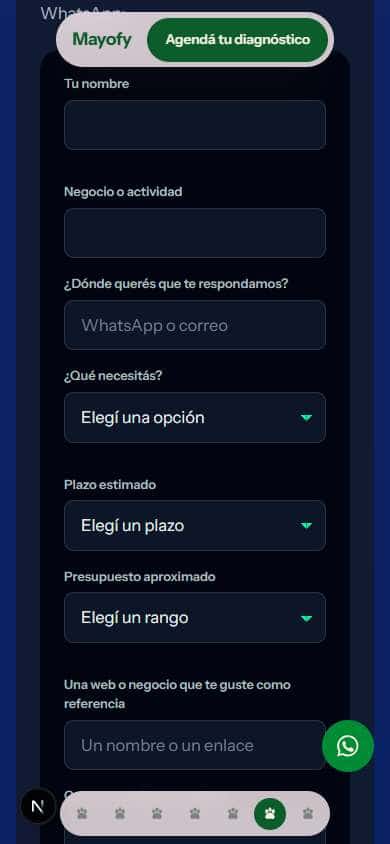 Mayofy
Agendá tu diagnóstico
Tu nombre
Negocio o actividad
¿Dónde querés que te respondamos?
WhatsApp o correo
¿Qué necesitás?
Elegí una opción
Plazo estimado
Elegí un plazo
Presupuesto aproximado
Elegí un rango
Una web o negocio que te guste como
referencia
Un nombre o un enlace
N